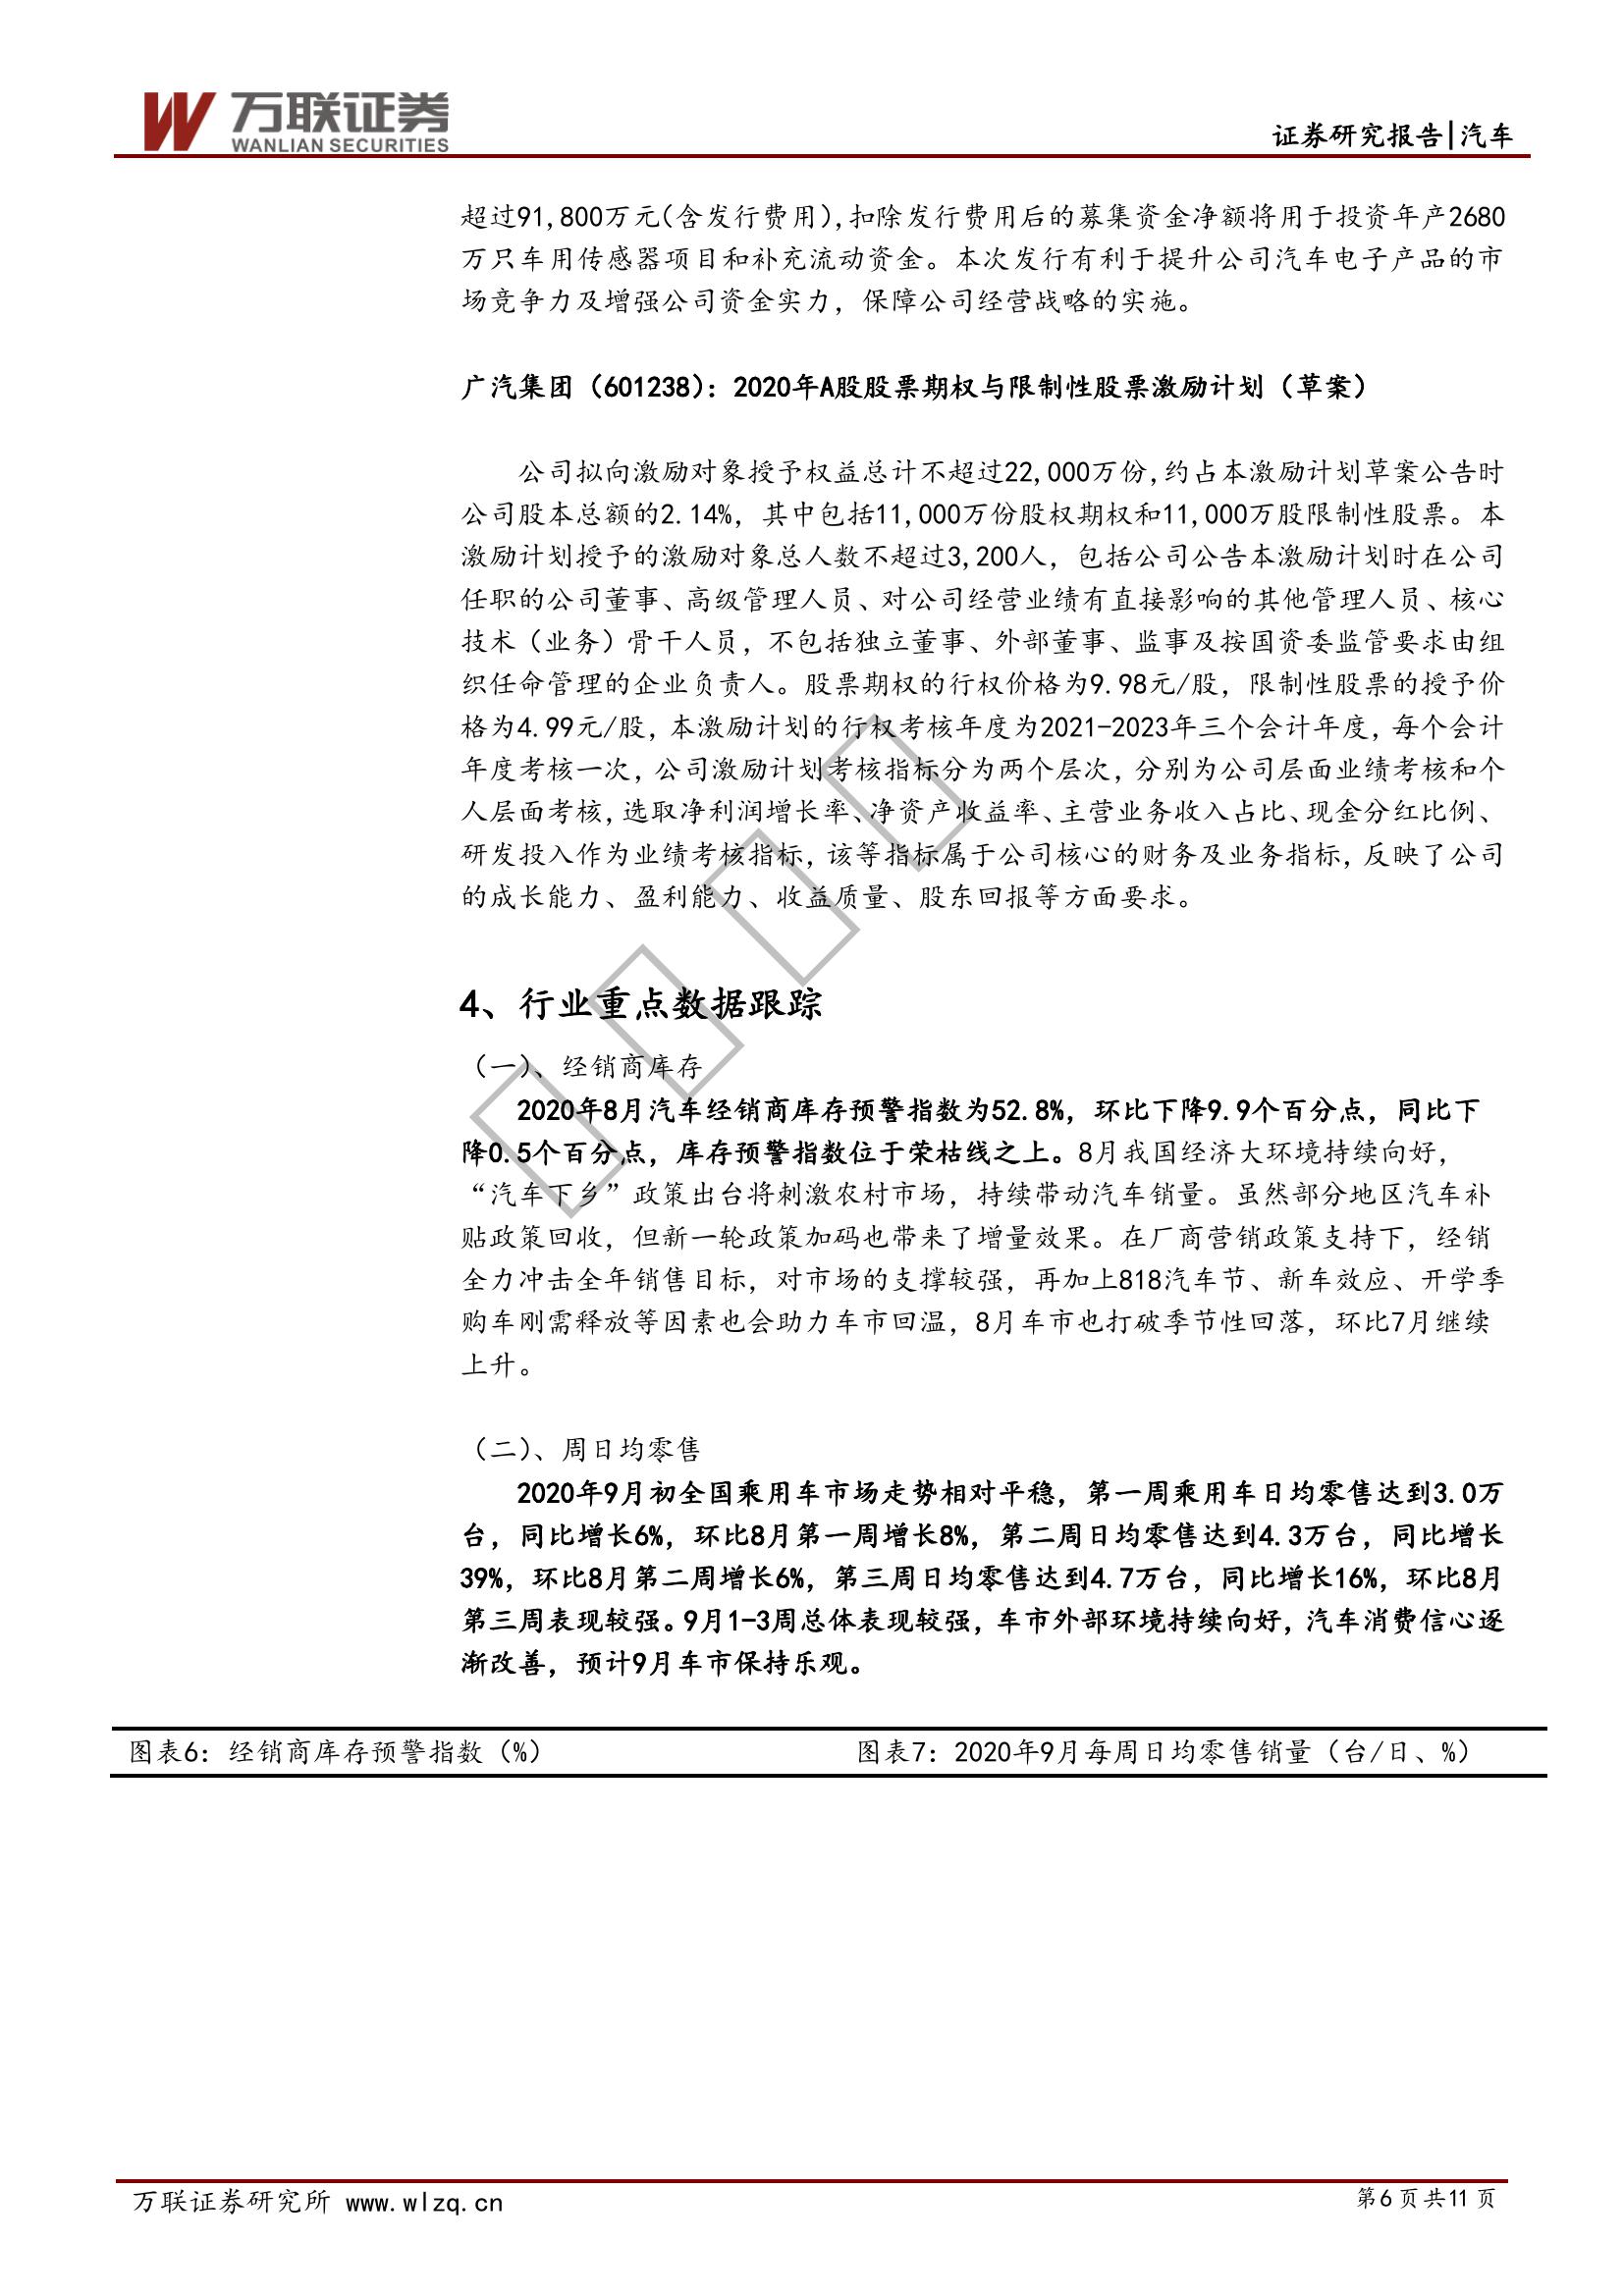 万联证券
WANLIAN SECURITIES
证券研究报告|汽车
超过91,800万元(含发行费用),扣除发行费用后的募集资金净额将用于投资年产2680
万只车用传感器项目和补充流动资金。本次发行有利于提升公司汽车电子产品的市
场竞争力及增强公司资金实力，保障公司经营战略的实施。
广汽集团（601238）：2020年A股股票期权与限制性股票激励计划（草案）
公司拟向激励对象授予权益总计不超过22,000万份,约占本激励计划草案公告时
公司股本总额的2.14%，其中包括11,000万份股权期权和11,000万股限制性股票。本
激励计划授予的激励对象总人数不超过3,200人，包括公司公告本激励计划时在公司
任职的公司董事、高级管理人员、对公司经营业绩有直接影响的其他管理人员、核心
技术（业务）骨干人员，不包括独立董事、外部董事、监事及按国资委监管要求由组
织任命管理的企业负责人。股票期权的行权价格为9.98元/股，限制性股票的授予价
格为4.99元/股，本激励计划的行权考核年度为2021-2023年三个会计年度，每个会计
年度考核一次，公司激励计划考核指标分为两个层次，分别为公司层面业绩考核和个
人层面考核，选取净利润增长率、净资产收益率、主营业务收入占比、现金分红比例、
研发投入作为业绩考核指标，该等指标属于公司核心的财务及业务指标，反映了公司
的成长能力、盈利能力、收益质量、股东回报等方面要求。
4、行业重点数据跟踪
（一）、经销商库存
2020年8月汽车经销商库存预警指数为52.8%，环比下降9.9个百分点，同比下
降0.5个百分点，库存预警指数位于荣枯线之上。8月我国经济大环境持续向好，
“汽车下乡”政策出台将刺激农村市场，持续带动汽车销量。虽然部分地区汽车补
贴政策回收，但新一轮政策加码也带来了增量效果。在厂商营销政策支持下，经销
全力冲击全年销售目标，对市场的支撑较强，再加上818汽车节、新车效应、开学季
购车刚需释放等因素也会助力车市回温，8月车市也打破季节性回落，环比7月继续
上升。
（二）、周日均零售
2020年9月初全国乘用车市场走势相对平稳，第一周乘用车日均零售达到3.0万
台，同比增长6%，环比8月第一周增长8%，第二周日均零售达到4.3万台，同比增长
39%，环比8月第二周增长6%，第三周日均零售达到4.7万台，同比增长16%，环比8月
第三周表现较强。9月1-3周总体表现较强，车市外部环境持续向好，汽车消费信心逐
渐改善，预计9月车市保持乐观。
图表6：经销商库存预警指数（%）
图表7：2020年9月每周日均零售销量（台/日、%）
万联证券研究所 www.wlzq.cn
第6页共11页